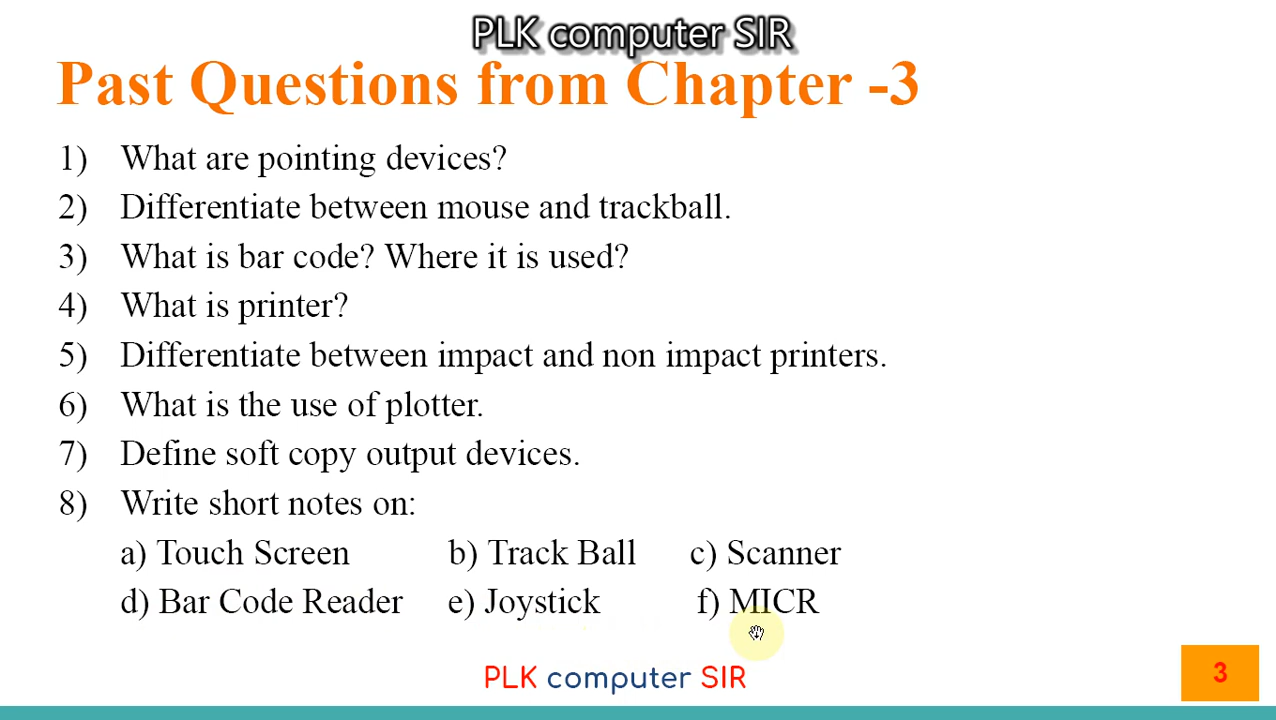 PLK computer SIR
Past Questions from Chapter -3
1) What are pointing devices?
2) Differentiate between mouse and trackball.
3) What is bar code? Where it is used?
4) What is printer?
5) Differentiate between impact and non impact printers.
6) What is the use of plotter.
7) Define soft copy output devices.
8) Write short notes on:
a) Touch Screen b) Track Ball c) Scanner
d) Bar Code Reader e) Joystick f) MICR
PLK computer SIR
3